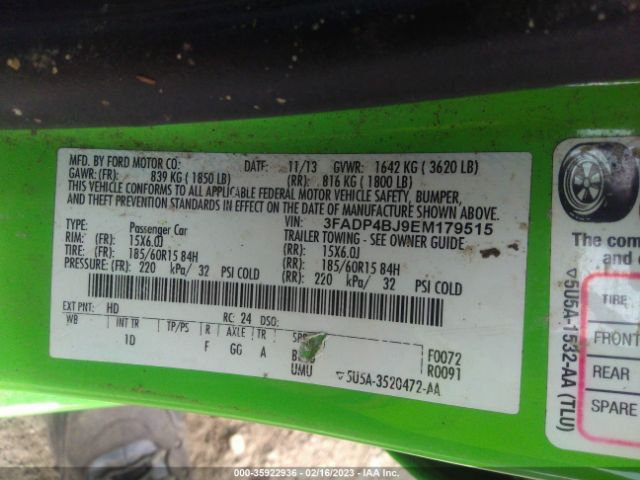 MFD. BY FORD MOTOR CO: DATE: 11/13 GVWR: 1642 KG ( 3620 LB)
GAWR:(FR): 839 KG ( 1850 LB) (RR): 816 KG ( 1800 LB)
THIS VEHICLE CONFORMS TO ALL APPLICABLE FEDERAL MOTOR VEHICLE SAFETY, BUMPER,
AND THEFT PREVENTION STANDARDS IN EFFECT ON THE DATE OF MANUFACTURE SHOWN ABOVE.
VIN: 3FADP4BJ9EM179515
TYPE: Passenger Car TRAILER TOWING - SEE OWNER GUIDE
RIM: (FR): 15X6.0J (RR): 15X6.0J
TIRE: (FR): 185/60R15 84H (RR): 185/60R15 84H
PRESSURE: (FR): 220 kPa/ 32 PSI COLD (RR): 220 kPa/ 32 PSI COLD
EXT PNT: HD RC: 24 DSO:
WB INT TR TP/PS R AXLE TR
1D F GG A
F0072
R0091
UMU ▽5U5A-3520472-AA
▽5U5A-1532-AA (TLU)
The com
and c
TIRE
FRONT
REAR
SPARE
000-35922936 - 02/16/2023 - IAA Inc.